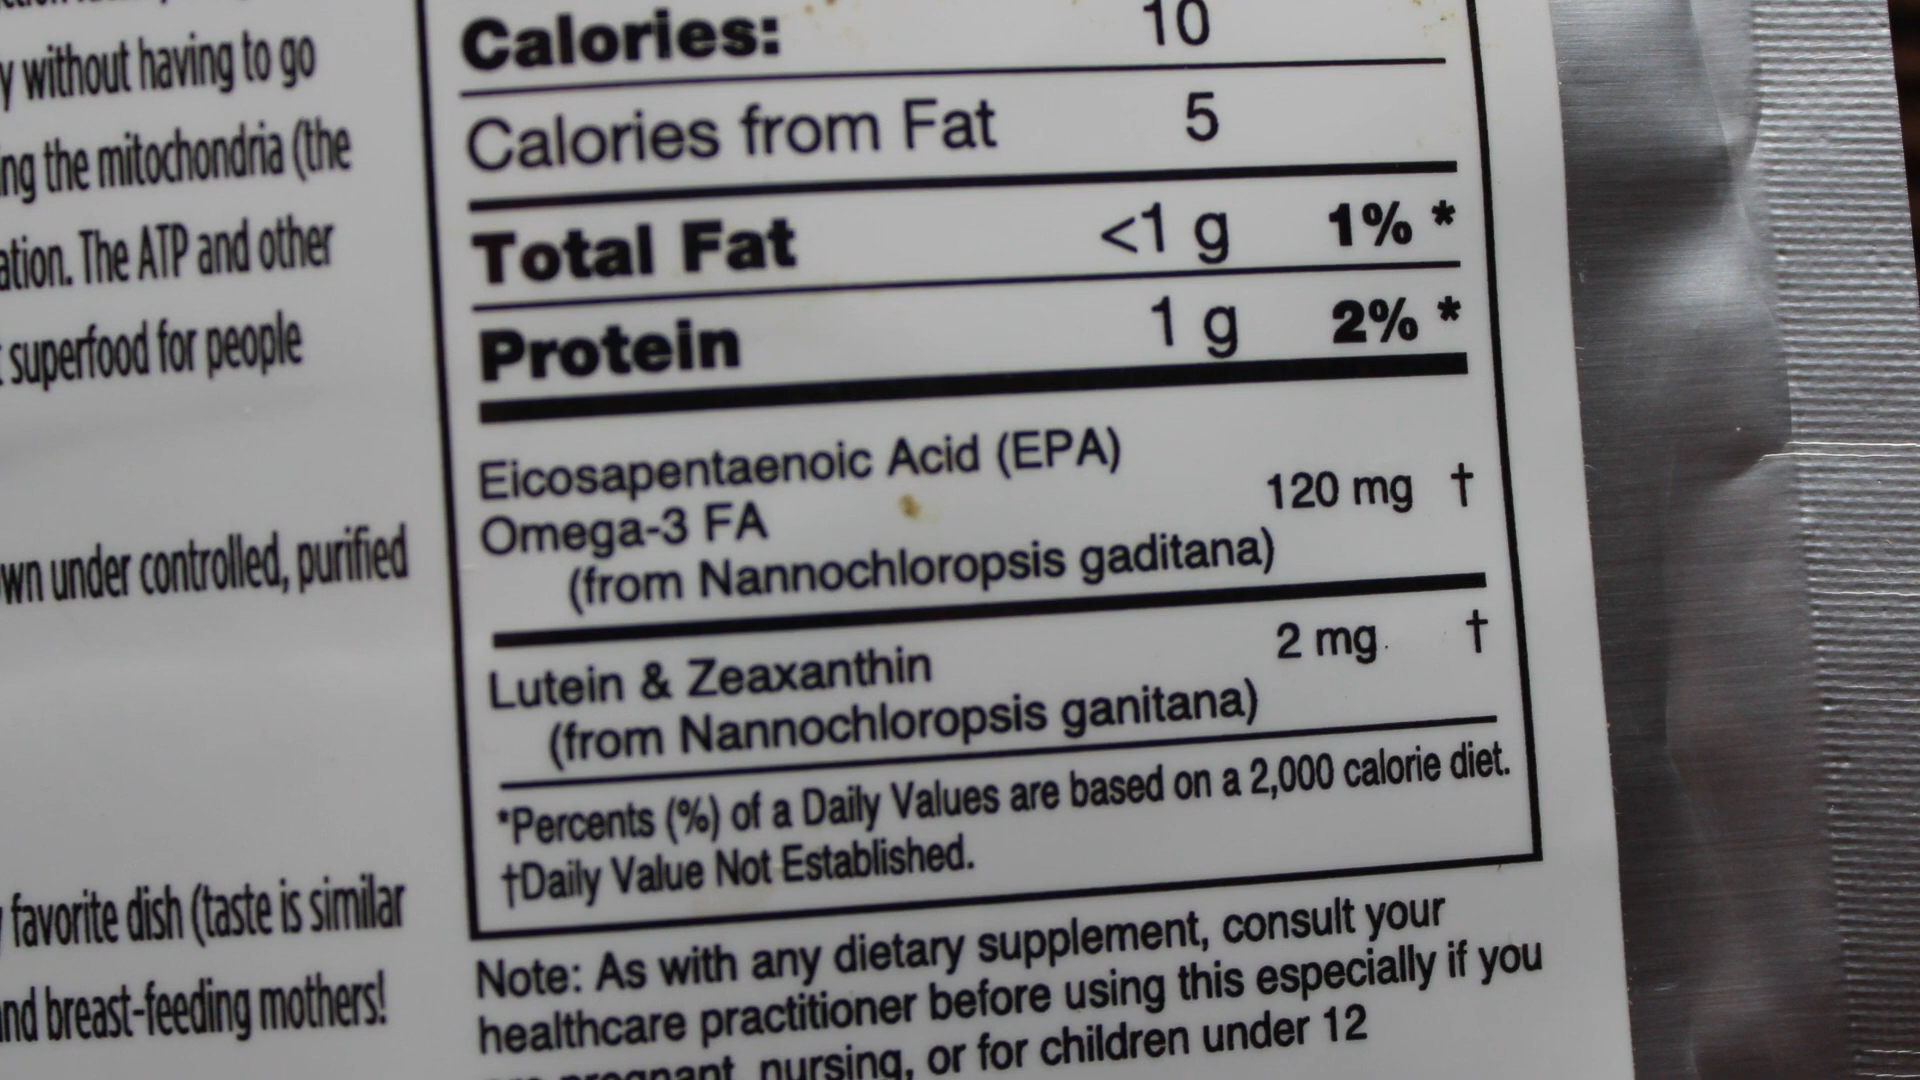 y without having to go
ing the mitochondria (the
ation. The ATP and other
superfood for people
wn under controlled, purified
favorite dish (taste is similar
nd breast-feeding mothers!
Calories: 10
Calories from Fat 5
Total Fat <1 g 1% *
Protein 1 g 2% *
Eicosapentaenoic Acid (EPA)
Omega-3 FA 120 mg †
(from Nannochloropsis gaditana)
Lutein & Zeaxanthin 2 mg. †
(from Nannochloropsis ganitana)
*Percents (%) of a Daily Values are based on a 2,000 calorie diet.
†Daily Value Not Established.
Note: As with any dietary supplement, consult your
healthcare practitioner before using this especially if you
pregnant, nursing, or for children under 12